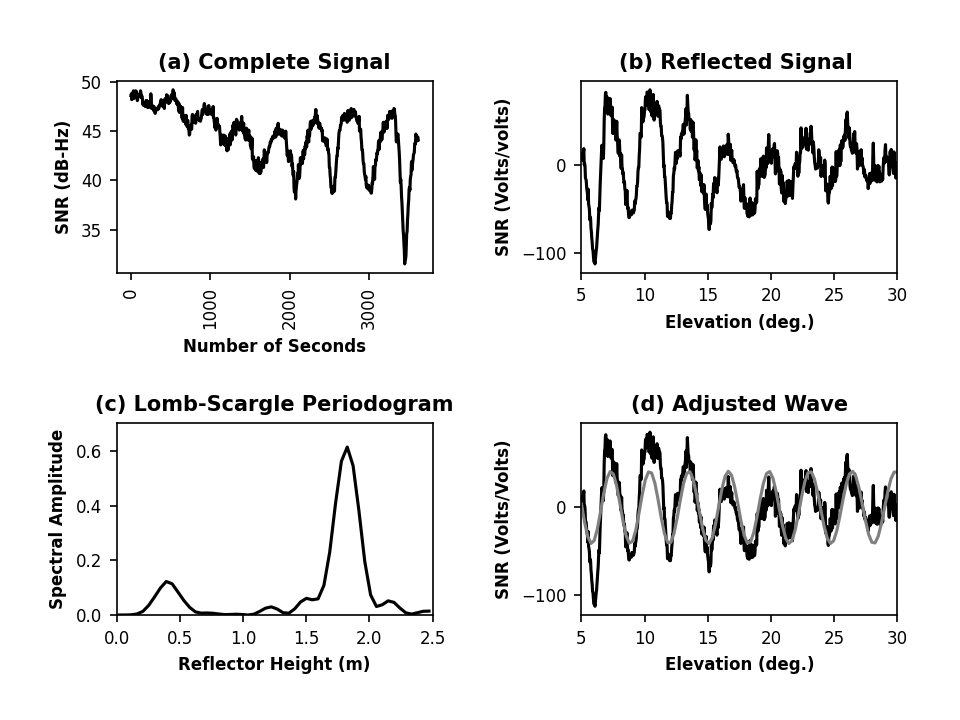 (a) Complete Signal
SNR (dB-Hz)
50
45
40
35
0
1000
2000
3000
Number of Seconds
(b) Reflected Signal
SNR (Volts/volts)
0
−100
5 10 15 20 25 30
Elevation (deg.)
(c) Lomb-Scargle Periodogram
Spectral Amplitude
0.6
0.4
0.2
0.0
0.0 0.5 1.0 1.5 2.0 2.5
Reflector Height (m)
(d) Adjusted Wave
SNR (Volts/Volts)
0
−100
5 10 15 20 25 30
Elevation (deg.)